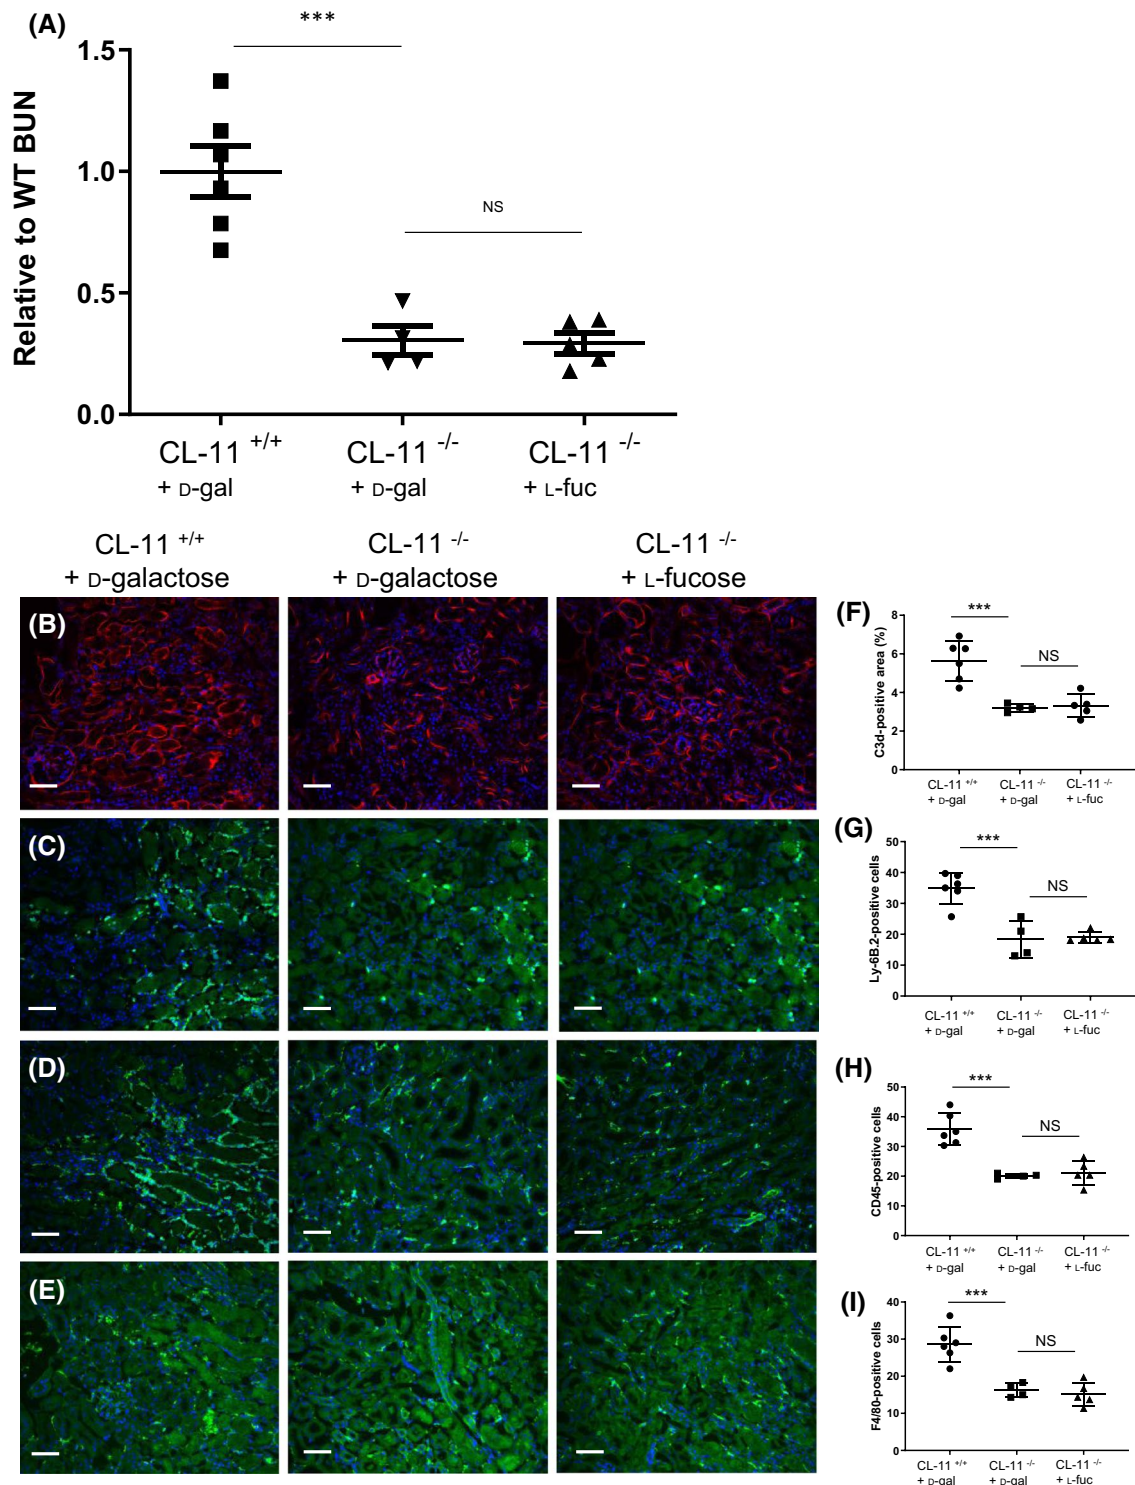 (A)
***
NS
Relative to WT BUN
1.5
1.0
0.5
0.0
CL-11 +/+
+ D-gal
CL-11 -/-
+ D-gal
CL-11 -/-
+ L-fuc
CL-11 +/+
+ D-galactose
CL-11 -/-
+ D-galactose
CL-11 -/-
+ L-fucose
(B)
(C)
(D)
(E)
(F)
***
NS
C3d-positive area (%)
8
6
4
2
0
CL-11 +/+
+ D-gal
CL-11 -/-
+ D-gal
CL-11 -/-
+ L-fuc
(G)
***
NS
Ly-6B.2-positive cells
50
40
30
20
10
0
CL-11 +/+
+ D-gal
CL-11 -/-
+ D-gal
CL-11 -/-
+ L-fuc
(H)
***
NS
CD45-positive cells
50
40
30
20
10
0
CL-11 +/+
+ D-gal
CL-11 -/-
+ D-gal
CL-11 -/-
+ L-fuc
(I)
***
NS
F4/80-positive cells
40
30
20
10
0
CL-11 +/+
+ D-gal
CL-11 -/-
+ D-gal
CL-11 -/-
+ L-fuc